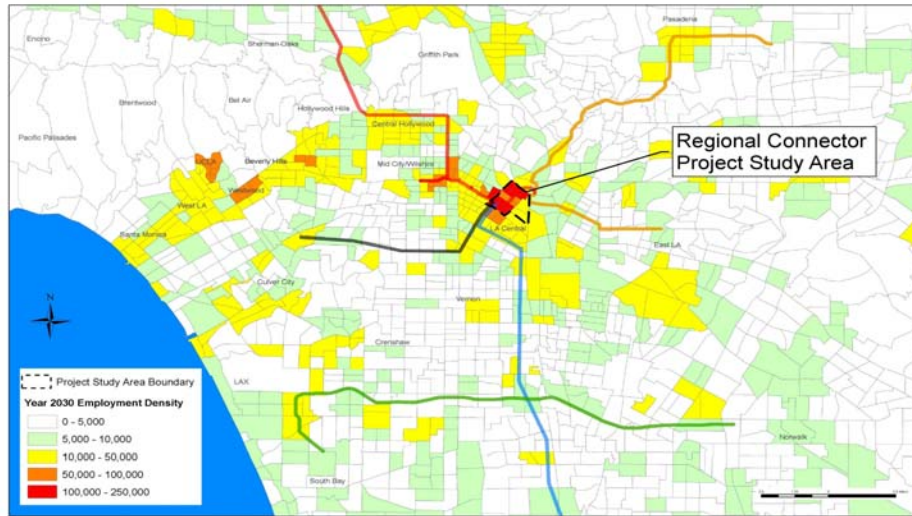 Pasadena
Encino
Sherman Oaks
Griffith Park
Brentwood
Bel Air
Hollywood Hills
Central Hollywood
Pacific Palisades
Regional Connector
Project Study Area
Beverly Hills
Mid City/Wilshire
UCLA
Westwood
West LA
Santa Monica
LA Central
East LA
Culver City
N
Vernon
Crenshaw
LAX
Project Study Area Boundary
Year 2030 Employment Density
0 - 5,000
5,000 - 10,000
10,000 - 50,000
50,000 - 100,000
100,000 - 250,000
Norwalk
South Bay